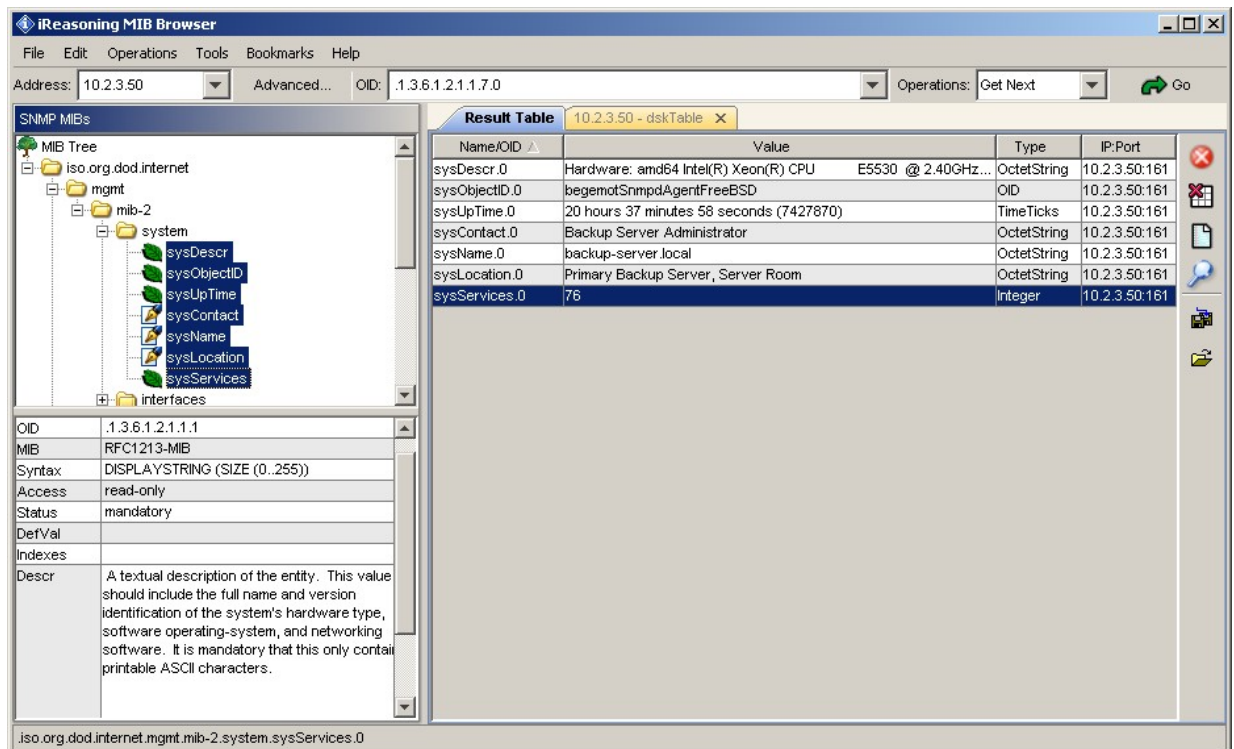 iReasoning MIB Browser
File Edit Operations Tools Bookmarks Help
Address: 10.2.3.50 Advanced... OID: .1.3.6.1.2.1.1.7.0 Operations: Get Next Go
SNMP MIBs
MIB Tree
iso.org.dod.internet
mgmt
mib-2
system
sysDescr
sysObjectID
sysUpTime
sysContact
sysName
sysLocation
sysServices
interfaces
OID .1.3.6.1.2.1.1.1
MIB RFC1213-MIB
Syntax DISPLAYSTRING (SIZE (0..255))
Access read-only
Status mandatory
DefVal
Indexes
Descr A textual description of the entity. This value
should include the full name and version
identification of the system's hardware type,
software operating-system, and networking
software. It is mandatory that this only contai
printable ASCII characters.
Result Table 10.2.3.50 - dskTable
Name/OID Value Type IP:Port
sysDescr.0 Hardware: amd64 Intel(R) Xeon(R) CPU E5530 @ 2.40GHz... OctetString 10.2.3.50:161
sysObjectID.0 begemotSnmpdAgentFreeBSD OID 10.2.3.50:161
sysUpTime.0 20 hours 37 minutes 58 seconds (7427870) TimeTicks 10.2.3.50:161
sysContact.0 Backup Server Administrator OctetString 10.2.3.50:161
sysName.0 backup-server.local OctetString 10.2.3.50:161
sysLocation.0 Primary Backup Server, Server Room OctetString 10.2.3.50:161
sysServices.0 76 Integer 10.2.3.50:161
.iso.org.dod.internet.mgmt.mib-2.system.sysServices.0